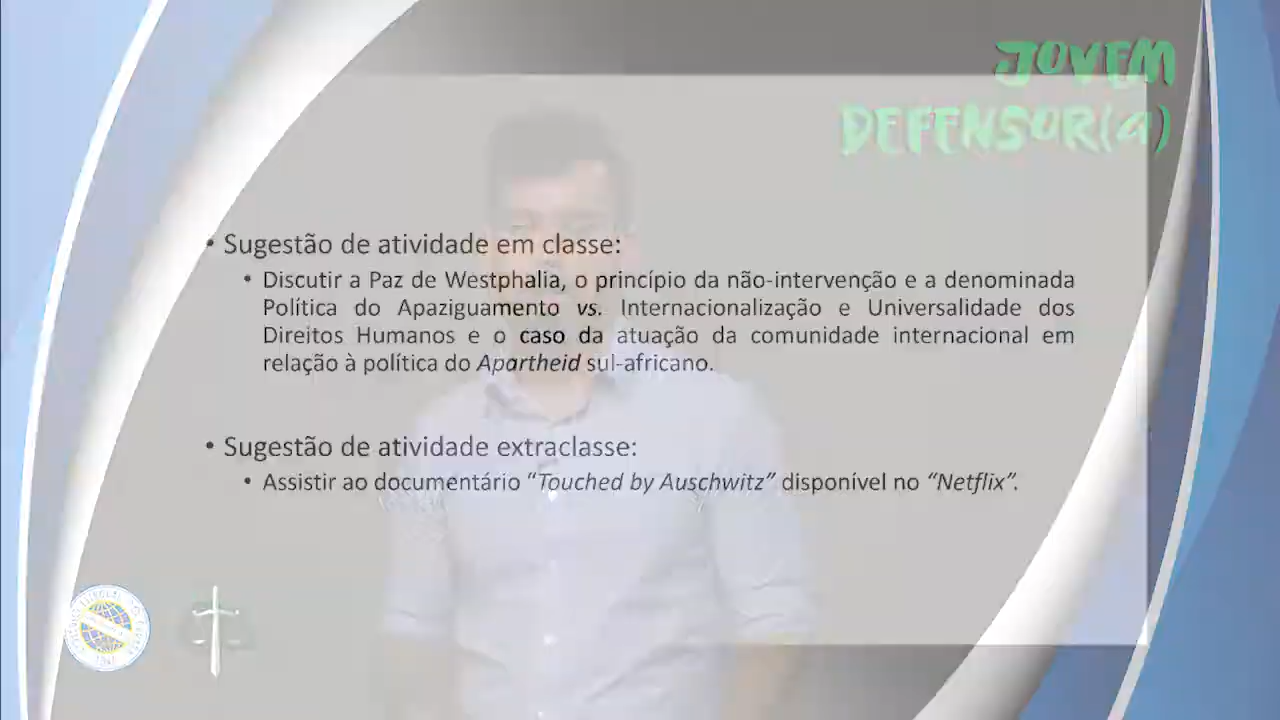 JOVEM
DEFENSOR(a)
• Sugestão de atividade em classe:
• Discutir a Paz de Westphalia, o princípio da não-intervenção e a denominada
Política do Apaziguamento vs. Internacionalização e Universalidade dos
Direitos Humanos e o caso da atuação da comunidade internacional em
relação à política do Apartheid sul-africano.
• Sugestão de atividade extraclasse:
• Assistir ao documentário “Touched by Auschwitz” disponível no “Netflix”.